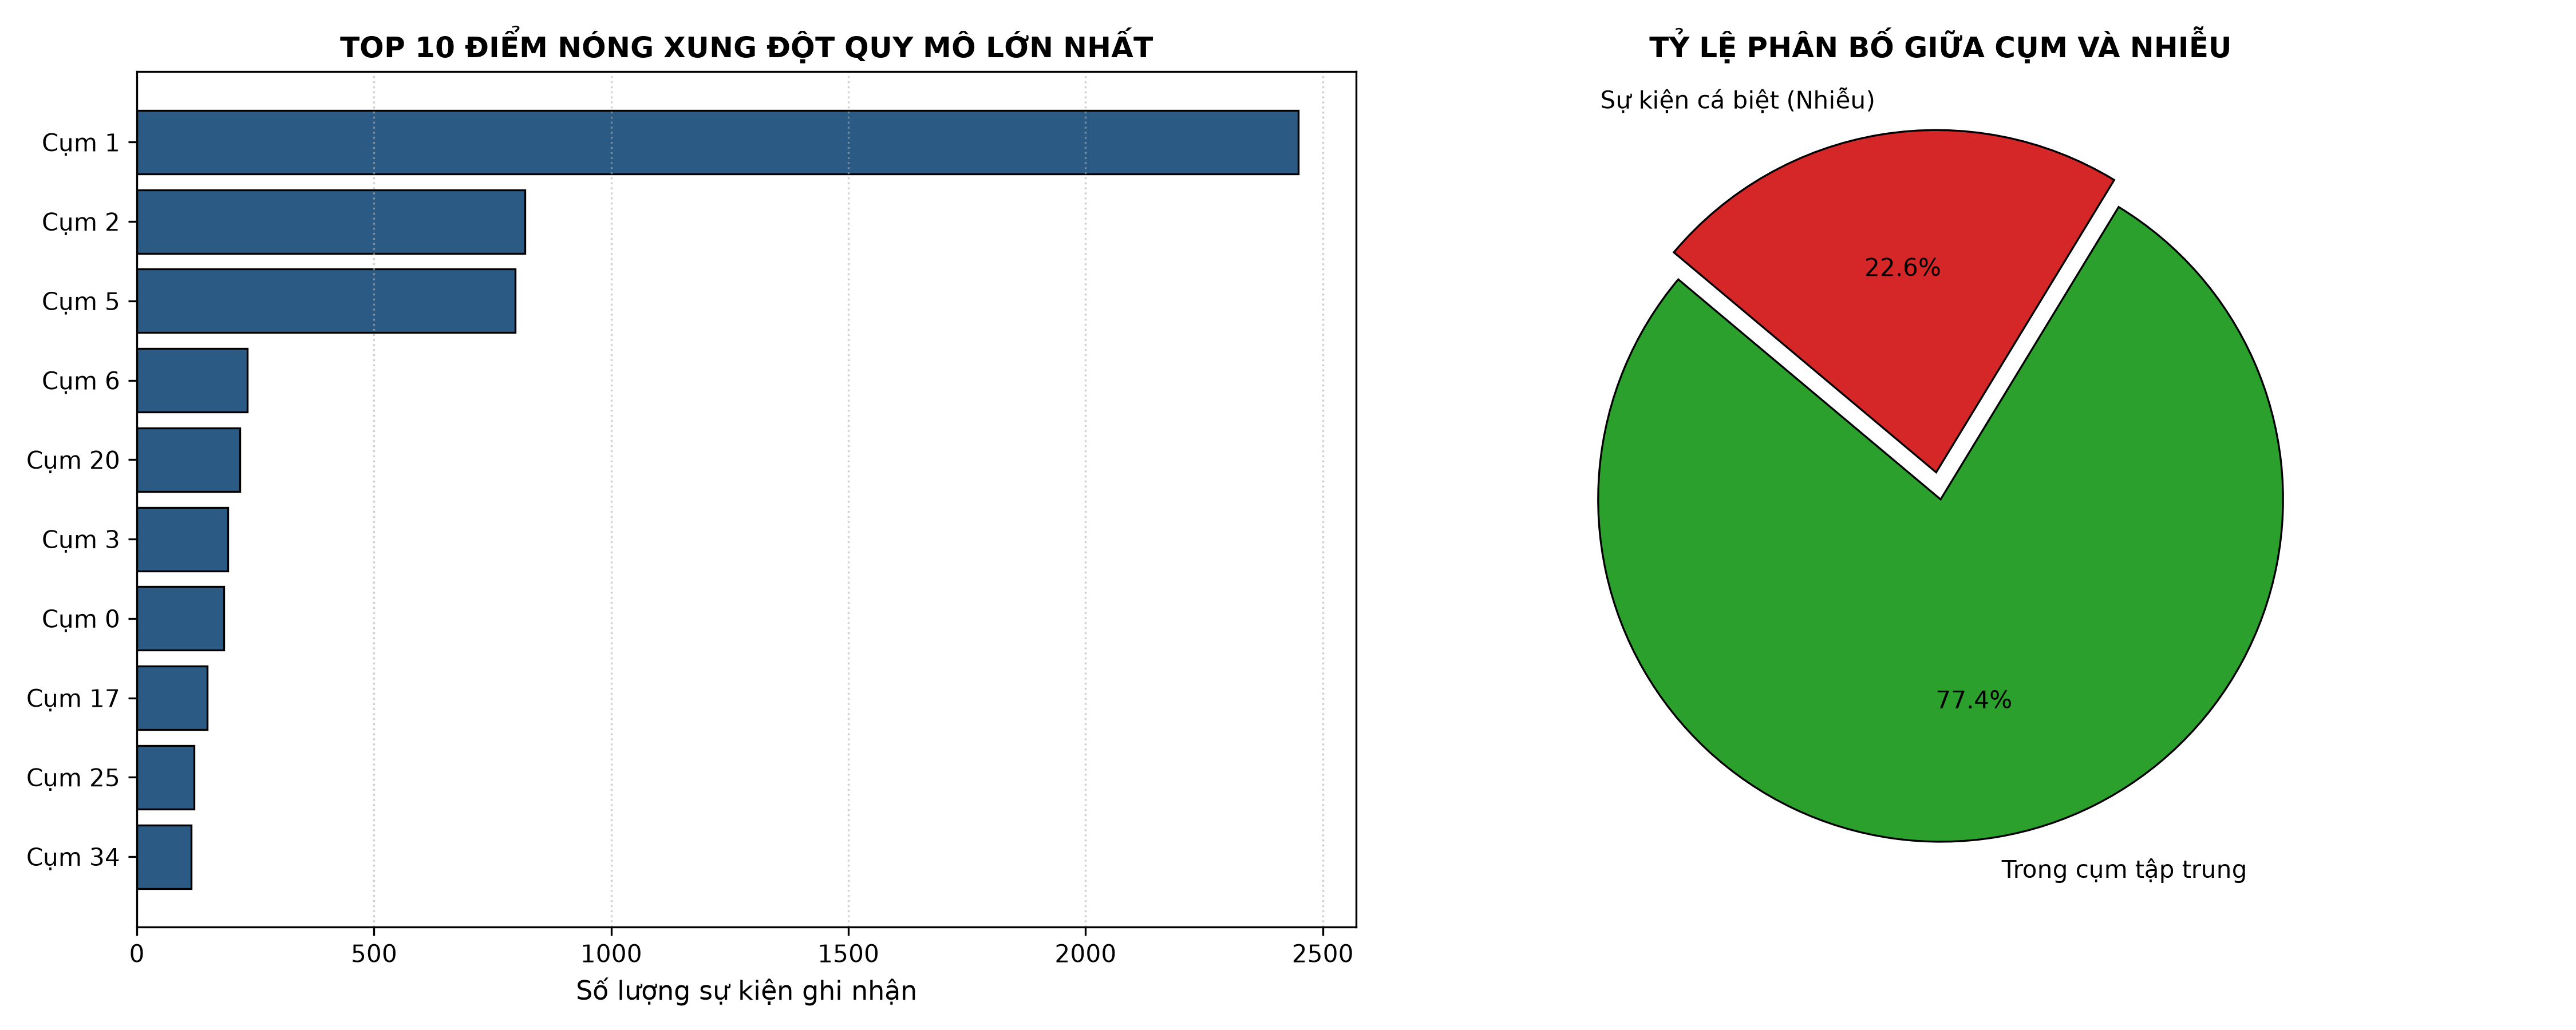 TOP 10 ĐIỂM NÓNG XUNG ĐỘT QUY MÔ LỚN NHẤT
Cụm 1
Cụm 2
Cụm 5
Cụm 6
Cụm 20
Cụm 3
Cụm 0
Cụm 17
Cụm 25
Cụm 34
0 500 1000 1500 2000 2500
Số lượng sự kiện ghi nhận
TỶ LỆ PHÂN BỐ GIỮA CỤM VÀ NHIỄU
Sự kiện cá biệt (Nhiễu)
22.6%
77.4%
Trong cụm tập trung